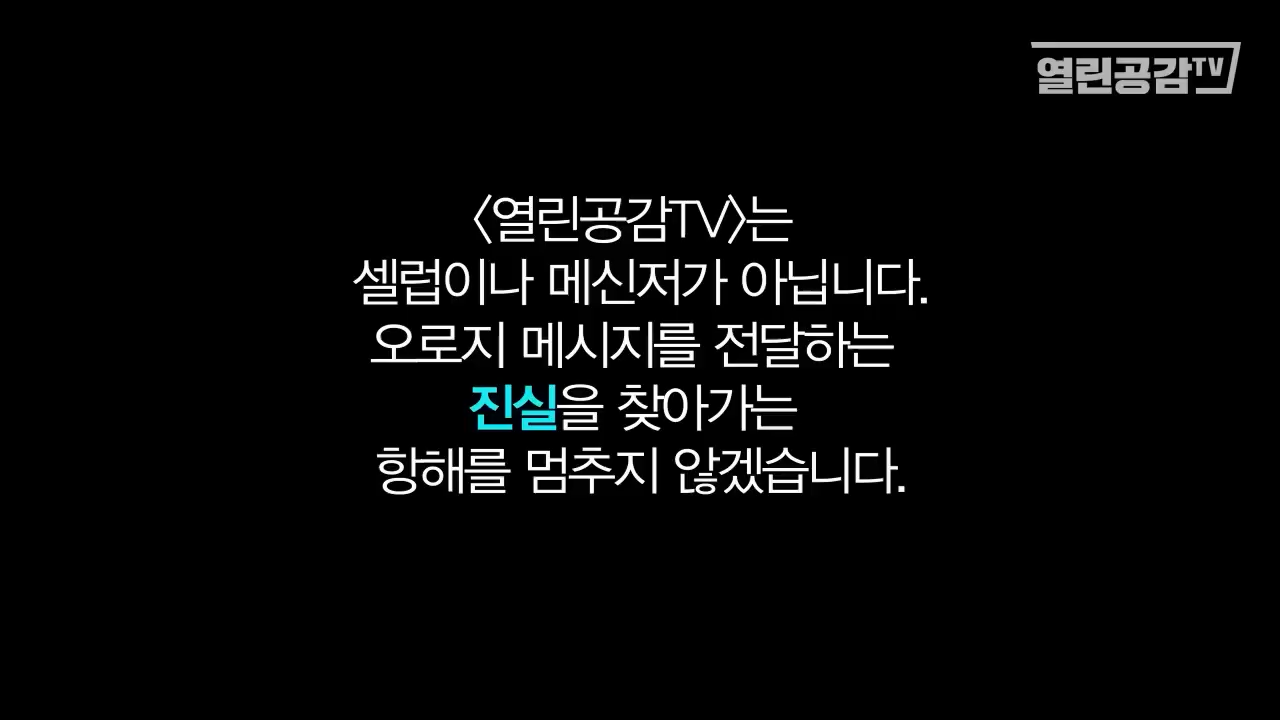 열린공감TV
〈열린공감TV〉는
셀럽이나 메신저가 아닙니다.
오로지 메시지를 전달하는
진실을 찾아가는
항해를 멈추지 않겠습니다.